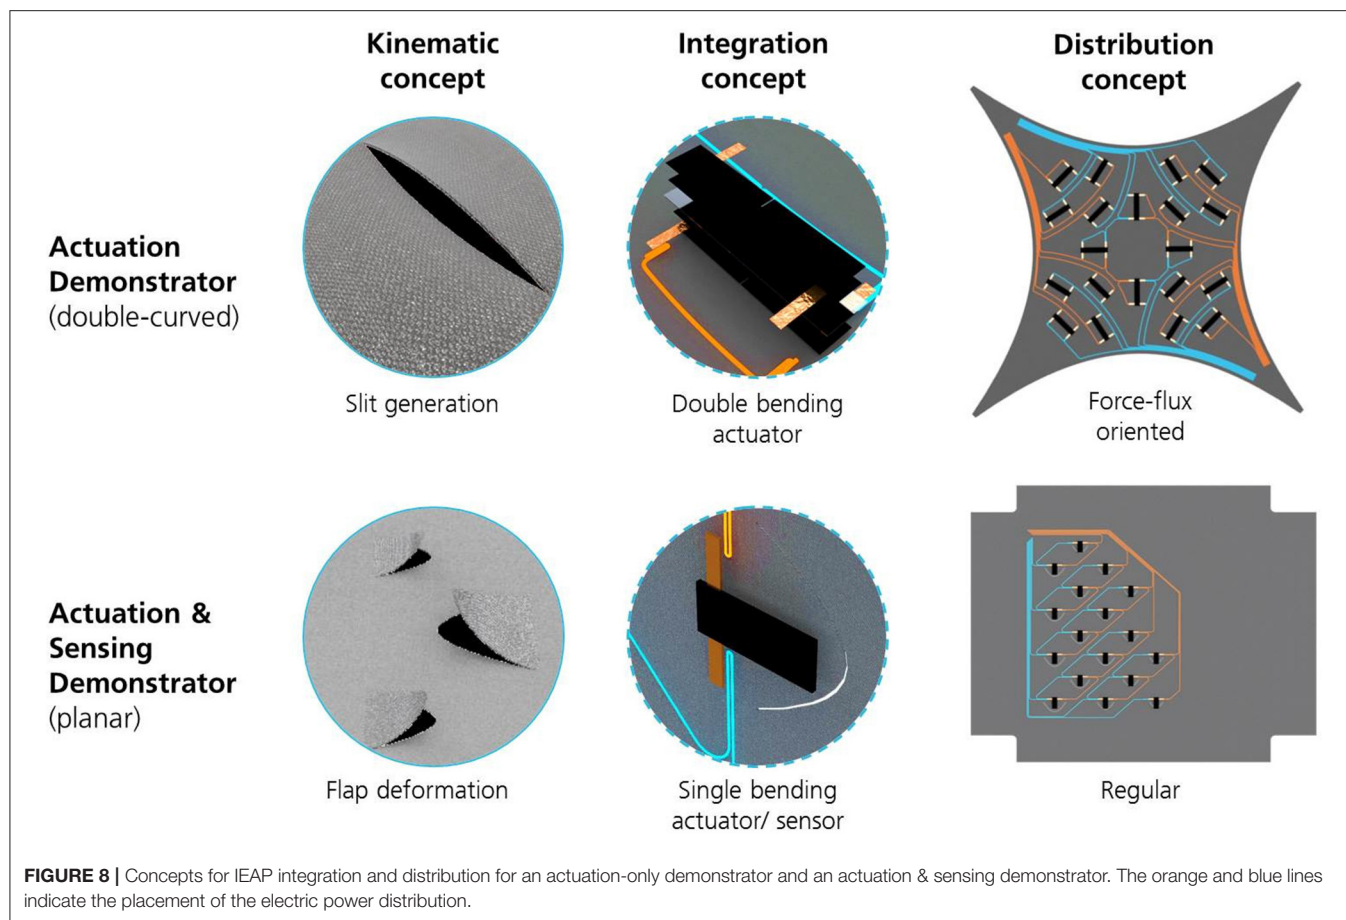 Kinematic
concept
Integration
concept
Distribution
concept
Actuation
Demonstrator
(double-curved)
Slit generation
Double bending
actuator
Force-flux
oriented
Actuation &
Sensing
Demonstrator
(planar)
Flap deformation
Single bending
actuator/ sensor
Regular
FIGURE 8 | Concepts for IEAP integration and distribution for an actuation-only demonstrator and an actuation & sensing demonstrator. The orange and blue lines
indicate the placement of the electric power distribution.